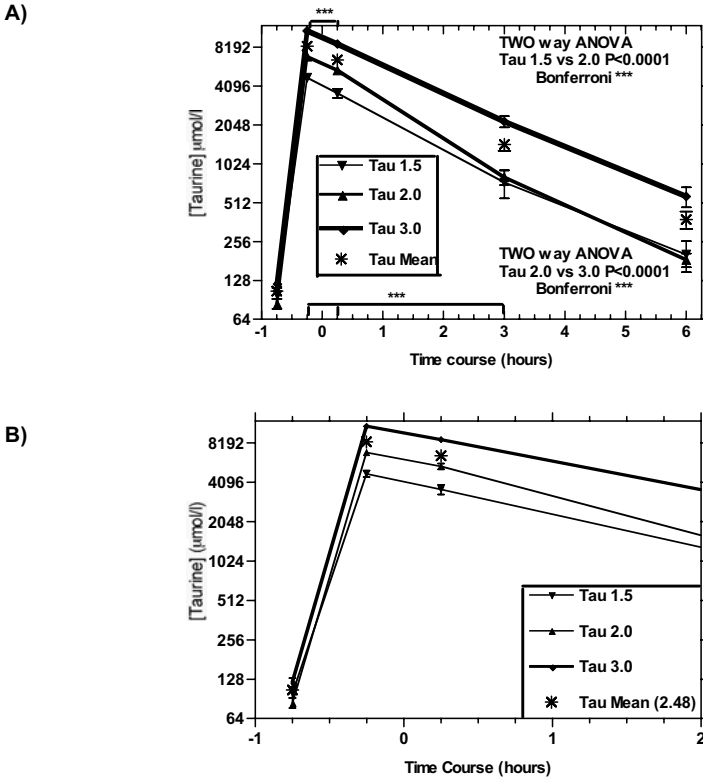 A)
***
8192
4096
2048
1024
512
256
128
64
[Taurine] µmol/l
TWO way ANOVA
Tau 1.5 vs 2.0 P<0.0001
Bonferroni ***
Tau 1.5
Tau 2.0
Tau 3.0
Tau Mean
TWO way ANOVA
Tau 2.0 vs 3.0 P<0.0001
Bonferroni ***
***
-1 0 1 2 3 4 5 6
Time course (hours)
B)
8192
4096
2048
1024
512
256
128
64
[Taurine] (µmol/l)
Tau 1.5
Tau 2.0
Tau 3.0
Tau Mean (2.48)
-1 0 1 2
Time Course (hours)